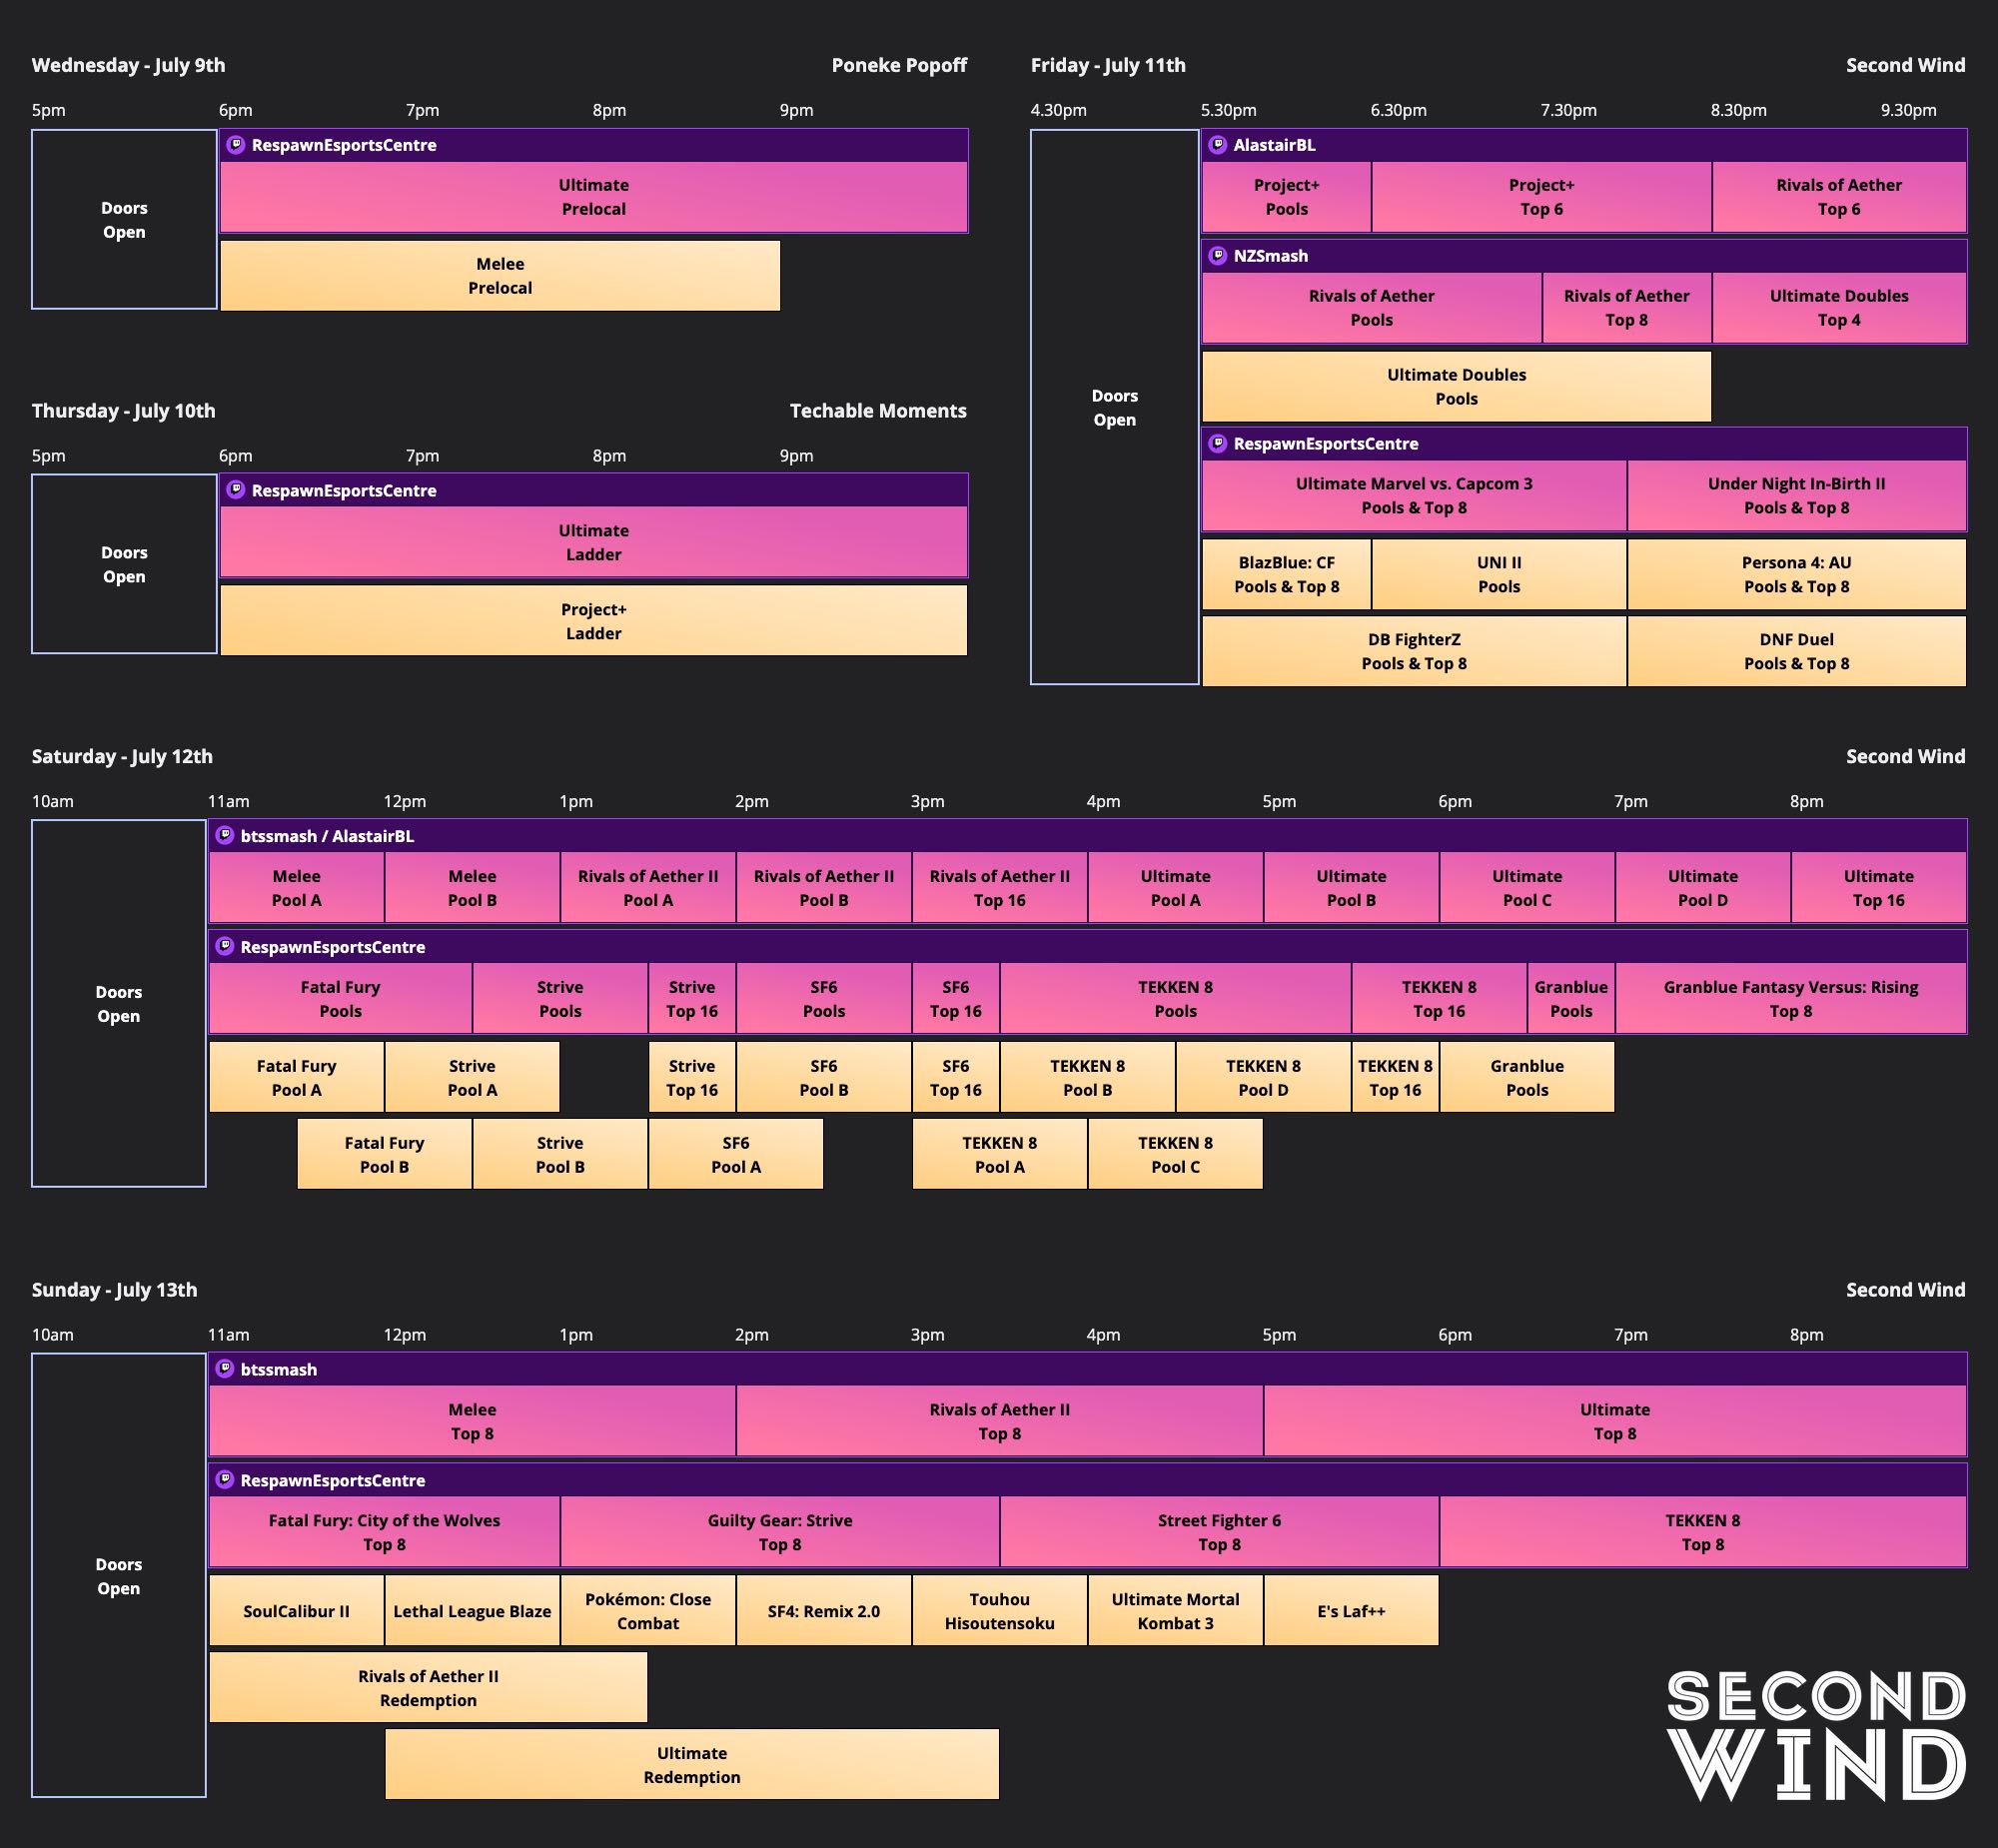 Wednesday - July 9th
Poneke Popoff
5pm 6pm 7pm 8pm 9pm
Doors
Open
RespawnEsportsCentre
Ultimate
Prelocal
Melee
Prelocal
Thursday - July 10th
Techable Moments
5pm 6pm 7pm 8pm 9pm
Doors
Open
RespawnEsportsCentre
Ultimate
Ladder
Project+
Ladder
Friday - July 11th
Second Wind
4.30pm 5.30pm 6.30pm 7.30pm 8.30pm 9.30pm
Doors
Open
AlastairBL
Project+
Pools
Project+
Top 6
Rivals of Aether
Top 6
NZSmash
Rivals of Aether
Pools
Rivals of Aether
Top 8
Ultimate Doubles
Top 4
Ultimate Doubles
Pools
RespawnEsportsCentre
Ultimate Marvel vs. Capcom 3
Pools & Top 8
Under Night In-Birth II
Pools & Top 8
BlazBlue: CF
Pools & Top 8
UNI II
Pools
Persona 4: AU
Pools & Top 8
DB FighterZ
Pools & Top 8
DNF Duel
Pools & Top 8
Saturday - July 12th
Second Wind
10am 11am 12pm 1pm 2pm 3pm 4pm 5pm 6pm 7pm 8pm
Doors
Open
btssmash / AlastairBL
Melee
Pool A
Melee
Pool B
Rivals of Aether II
Pool A
Rivals of Aether II
Pool B
Rivals of Aether II
Top 16
Ultimate
Pool A
Ultimate
Pool B
Ultimate
Pool C
Ultimate
Pool D
Ultimate
Top 16
RespawnEsportsCentre
Fatal Fury
Pools
Strive
Pools
Strive
Top 16
SF6
Pools
SF6
Top 16
TEKKEN 8
Pools
TEKKEN 8
Top 16
Granblue
Pools
Granblue Fantasy Versus: Rising
Top 8
Fatal Fury
Pool A
Strive
Pool A
Strive
Top 16
SF6
Pool B
SF6
Top 16
TEKKEN 8
Pool B
TEKKEN 8
Pool D
TEKKEN 8
Top 16
Granblue
Pools
Fatal Fury
Pool B
Strive
Pool B
SF6
Pool A
TEKKEN 8
Pool A
TEKKEN 8
Pool C
Sunday - July 13th
Second Wind
10am 11am 12pm 1pm 2pm 3pm 4pm 5pm 6pm 7pm 8pm
Doors
Open
btssmash
Melee
Top 8
Rivals of Aether II
Top 8
Ultimate
Top 8
RespawnEsportsCentre
Fatal Fury: City of the Wolves
Top 8
Guilty Gear: Strive
Top 8
Street Fighter 6
Top 8
TEKKEN 8
Top 8
SoulCalibur II
Lethal League Blaze
Pokémon: Close
Combat
SF4: Remix 2.0
Touhou
Hisoutensoku
Ultimate Mortal
Kombat 3
E's Laf++
Rivals of Aether II
Redemption
Ultimate
Redemption
SECOND
WIND